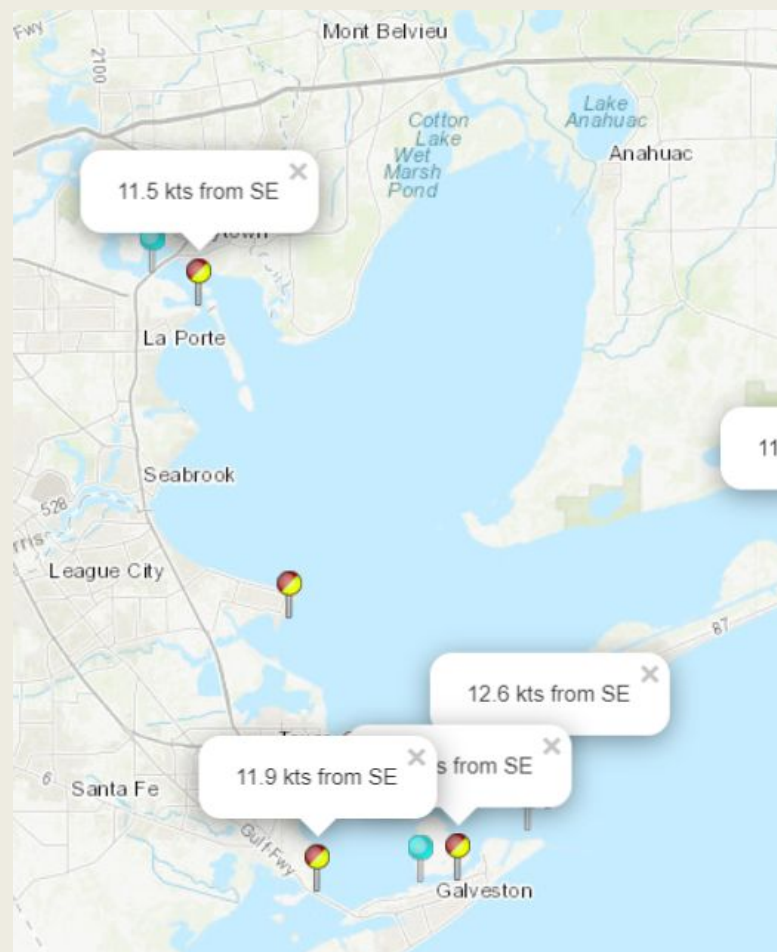 Fwy
Mont Belvieu
2100
Lake
Anahuac
Cotton
Lake
Wet
Marsh
Pond
Anahuac
11.5 kts from SE
×
La Porte
11
Seabrook
528
League City
87
12.6 kts from SE
×
s from SE
×
11.9 kts from SE
×
6
Santa Fe
Gulf Fwy
Galveston